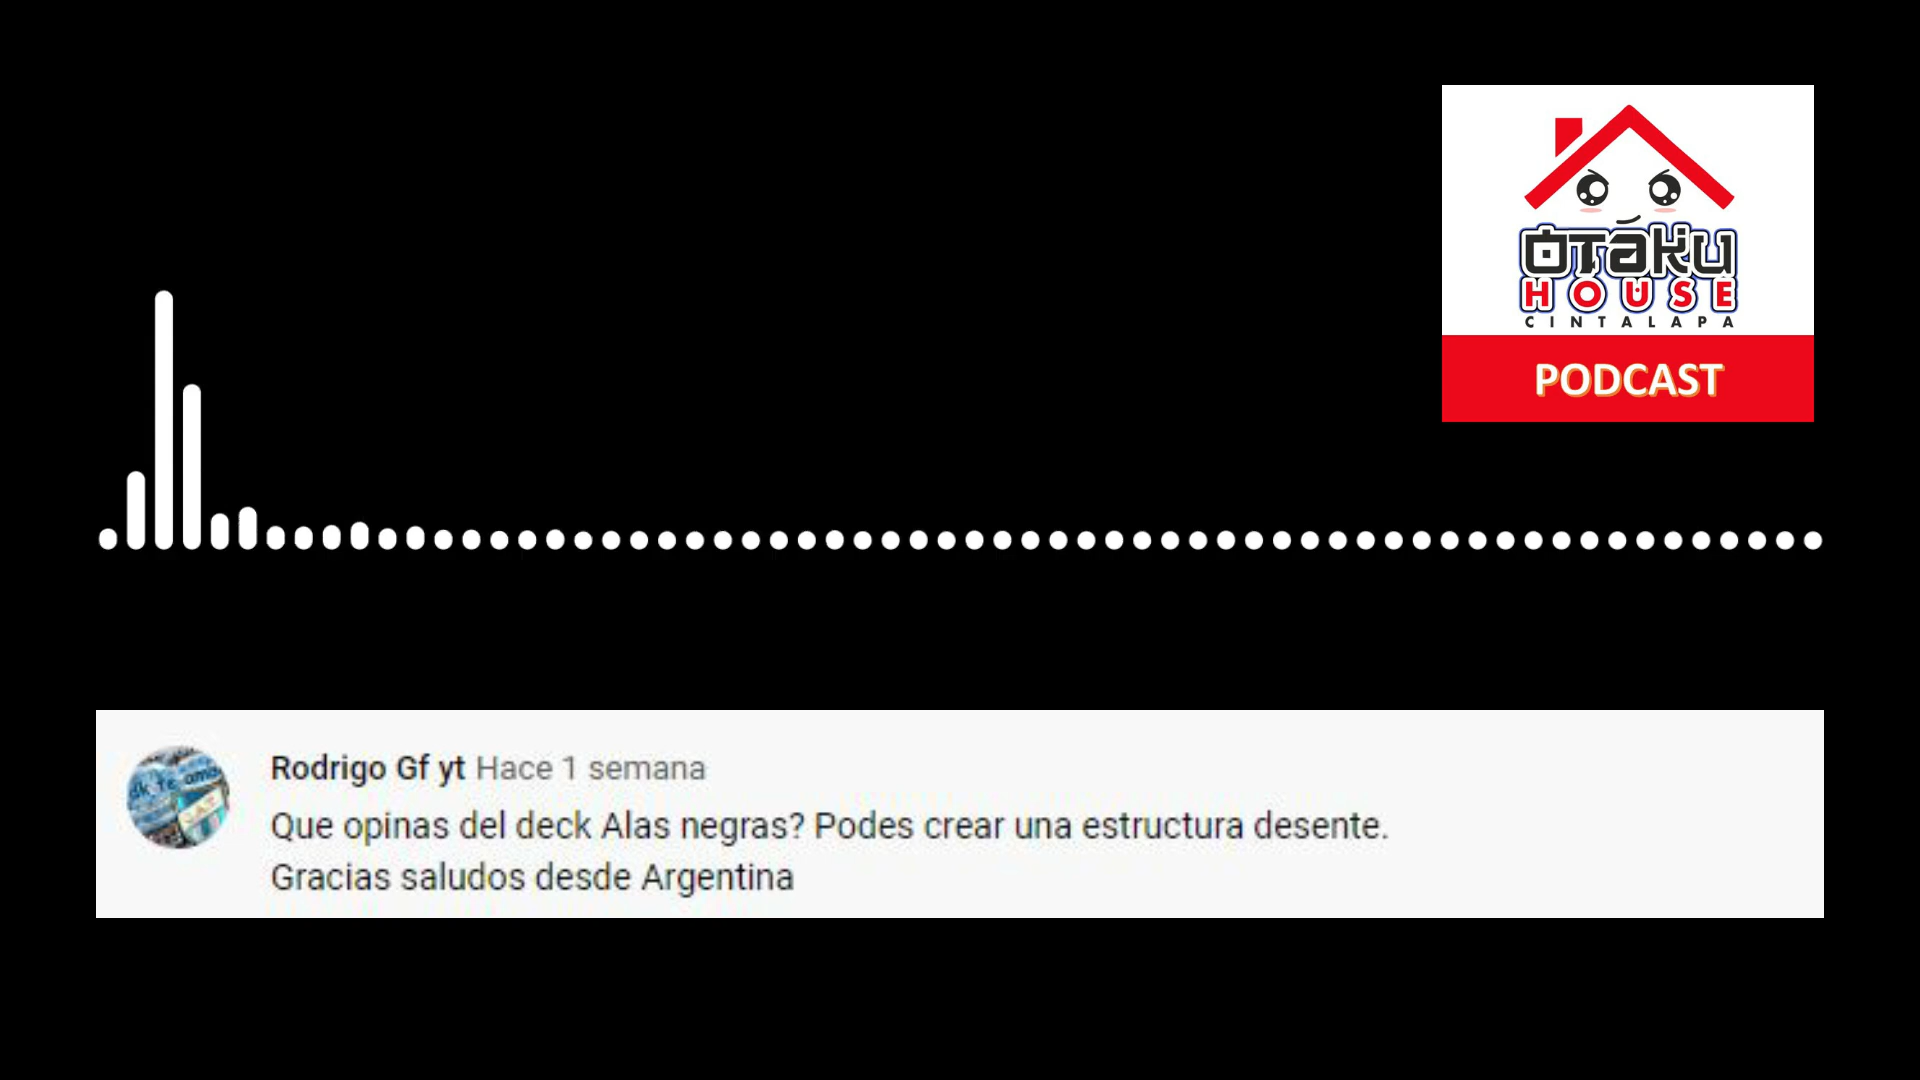 OTAKU
HOUSE
CINTALAPA
PODCAST
Rodrigo Gf yt Hace 1 semana
Que opinas del deck Alas negras? Podes crear una estructura desente.
Gracias saludos desde Argentina